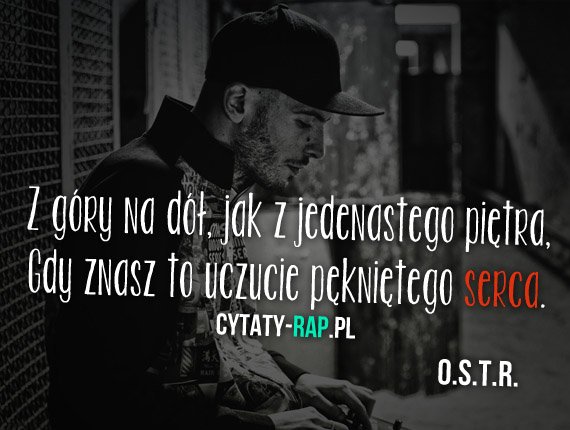 Z góry na dół, jak z jedenastego piętra,
Gdy znasz to uczucie pękniętego serca.
CYTATY-RAP.PL
O.S.T.R.